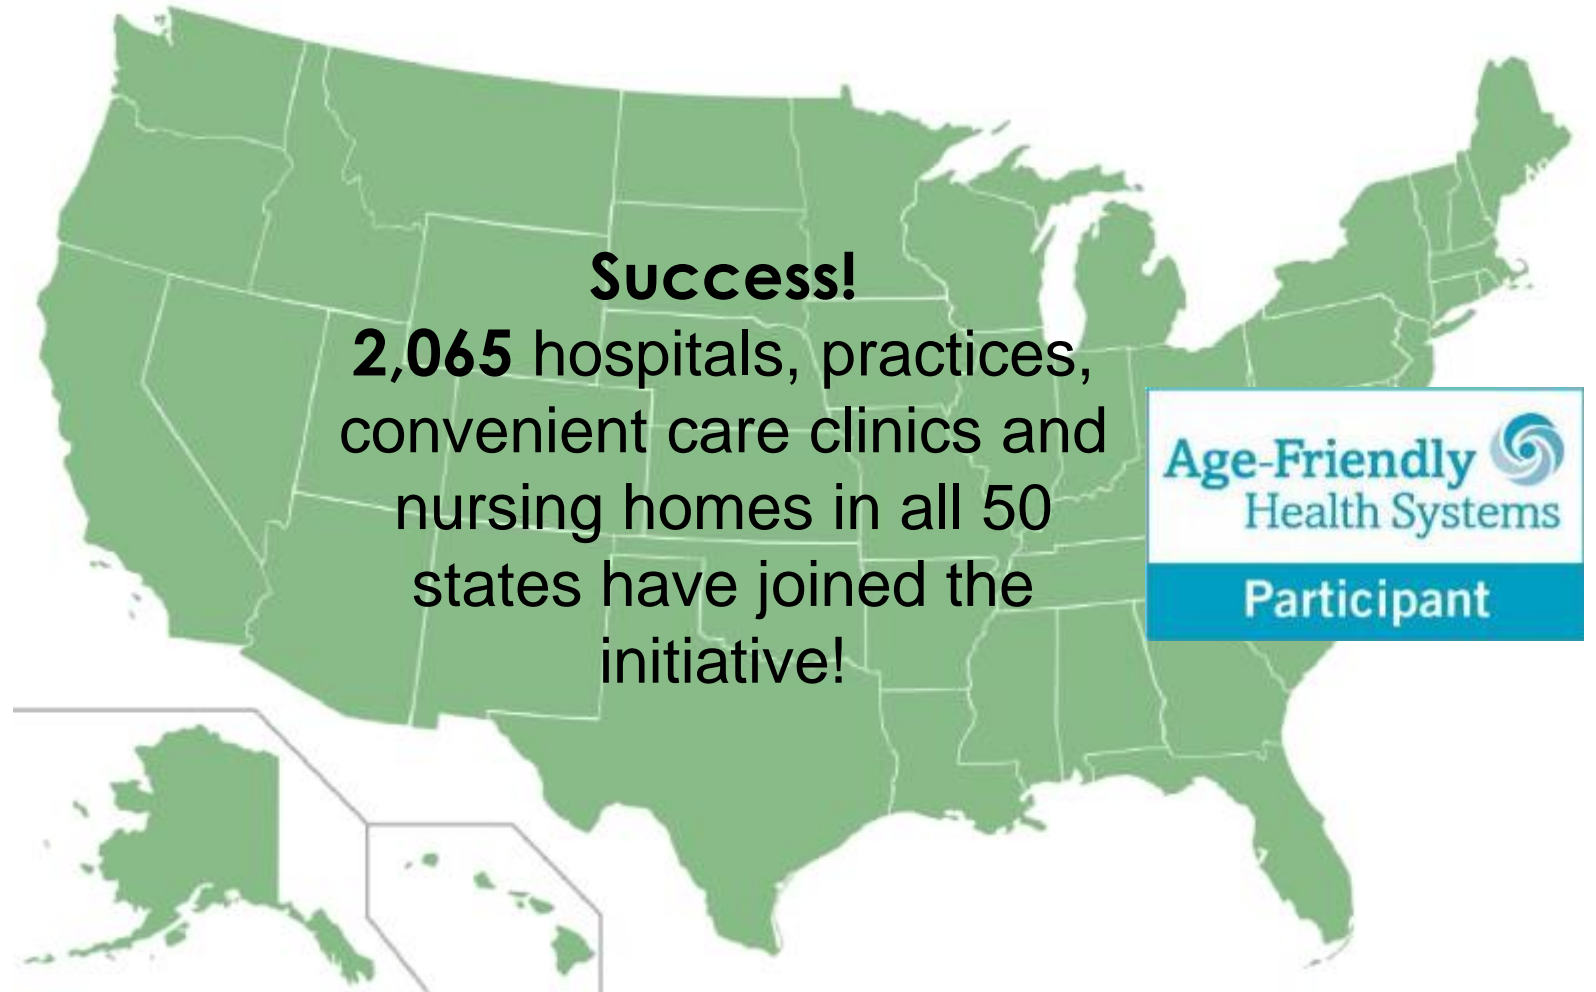 Success!
2,065 hospitals, practices,
convenient care clinics and
nursing homes in all 50
states have joined the
initiative!
Age-Friendly
Health Systems
Participant